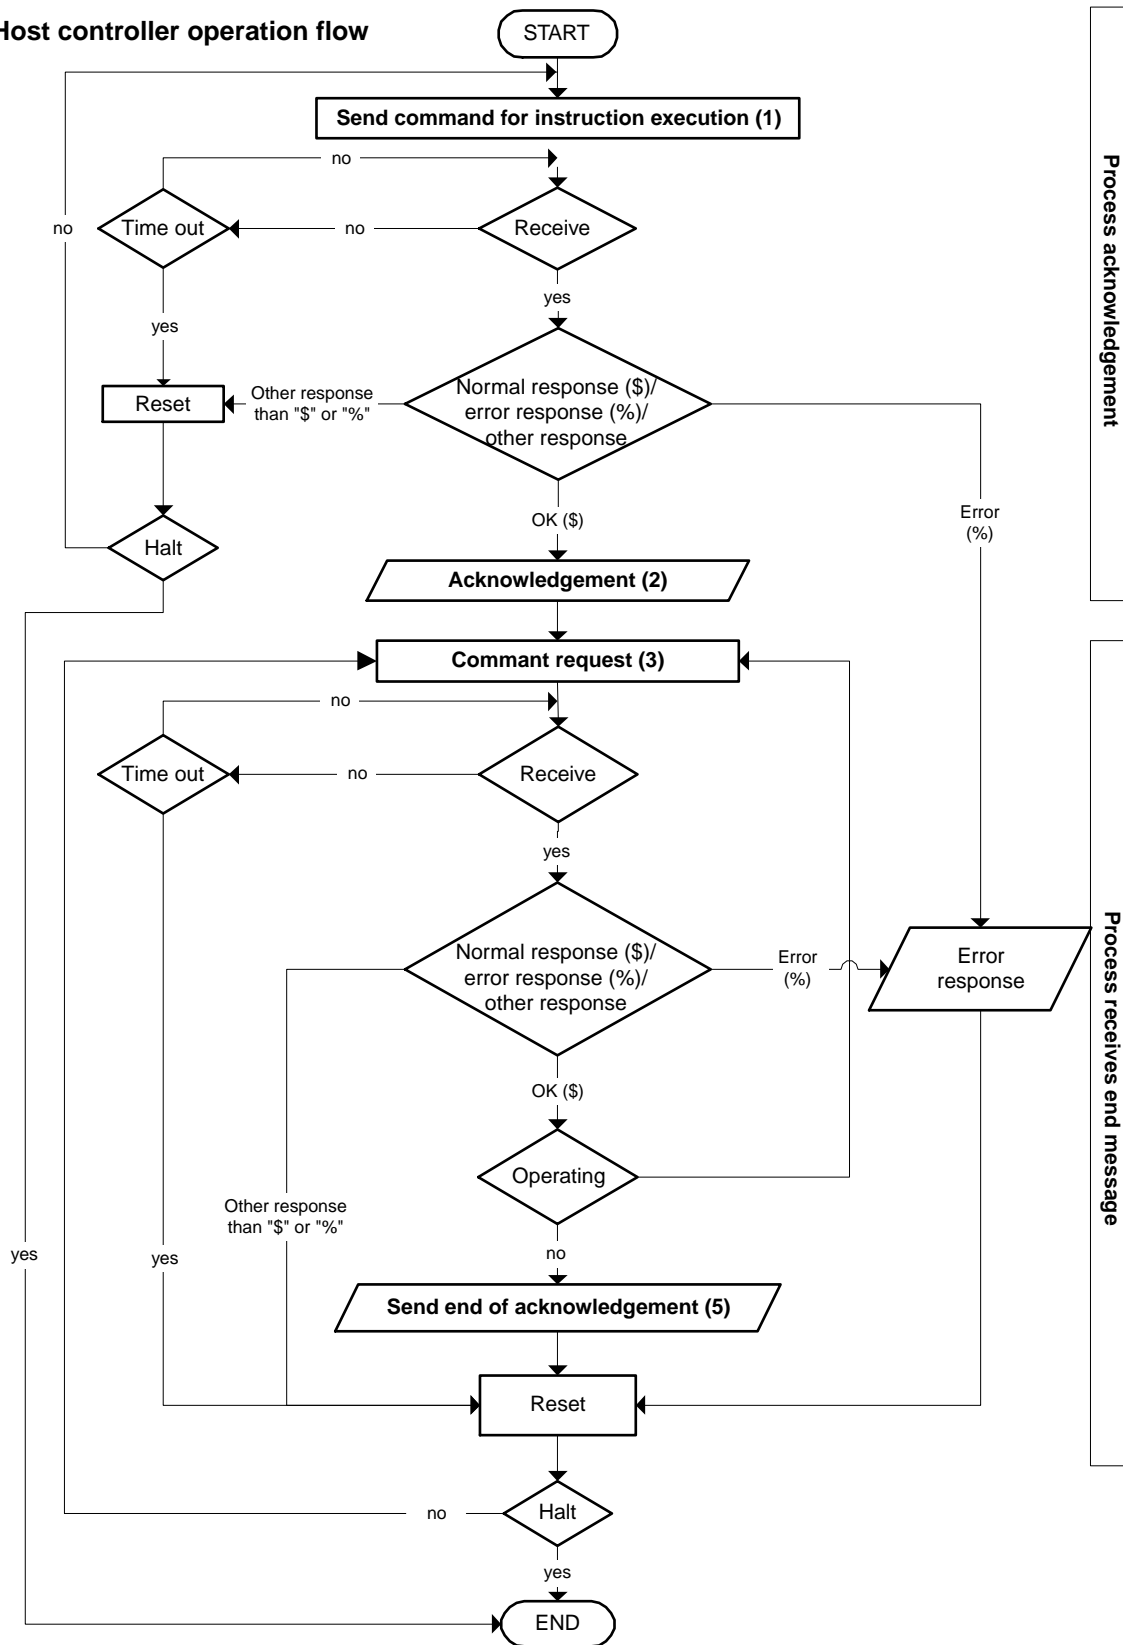 Host controller operation flow
START
Send command for instruction execution (1)
no
Time out
no
Receive
no
yes
yes
Reset
Other response
than "$" or "%"
Normal response ($)/
error response (%)/
other response
Error
(%)
OK ($)
Halt
Acknowledgement (2)
Process acknowledgement
Commant request (3)
no
Time out
no
Receive
yes
Normal response ($)/
error response (%)/
other response
Error
(%)
Error
response
OK ($)
Operating
Other response
than "$" or "%"
yes
yes
no
Send end of acknowledgement (5)
Reset
Process receives end message
no
Halt
yes
END